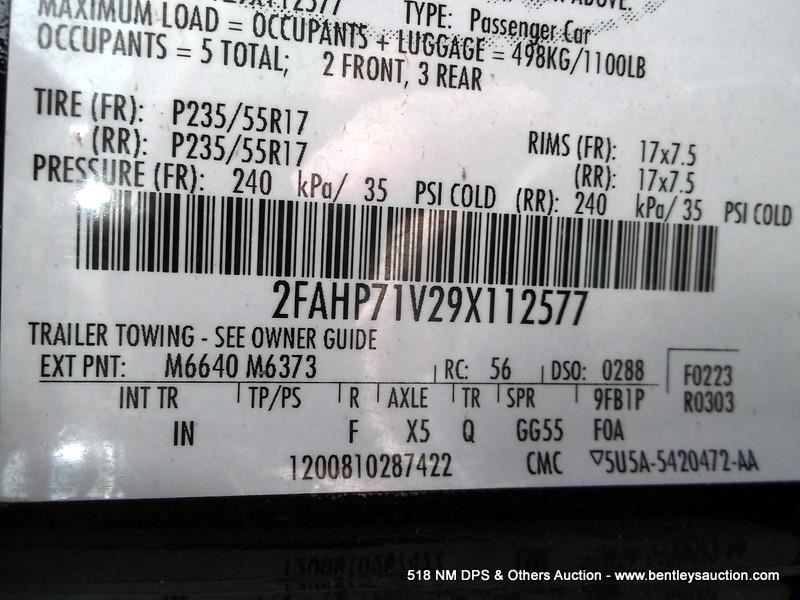 29X112577 TYPE: Passenger Car
MAXIMUM LOAD = OCCUPANTS + LUGGAGE = 498KG/1100LB
OCCUPANTS = 5 TOTAL; 2 FRONT, 3 REAR
TIRE (FR): P235/55R17
(RR): P235/55R17
RIMS (FR): 17x7.5
(RR): 17x7.5
PRESSURE (FR): 240 kPa/ 35 PSI COLD (RR): 240 kPa/ 35 PSI COLD
2FAHP71V29X112577
TRAILER TOWING - SEE OWNER GUIDE
EXT PNT: M6640 M6373 RC: 56 DSO: 0288 F0223
INT TR TP/PS R AXLE TR SPR 9FB1P R0303
IN F X5 Q GG55 F0A
1200810287422 CMC ▽5U5A-5420472-AA
518 NM DPS & Others Auction - www.bentleysauction.com